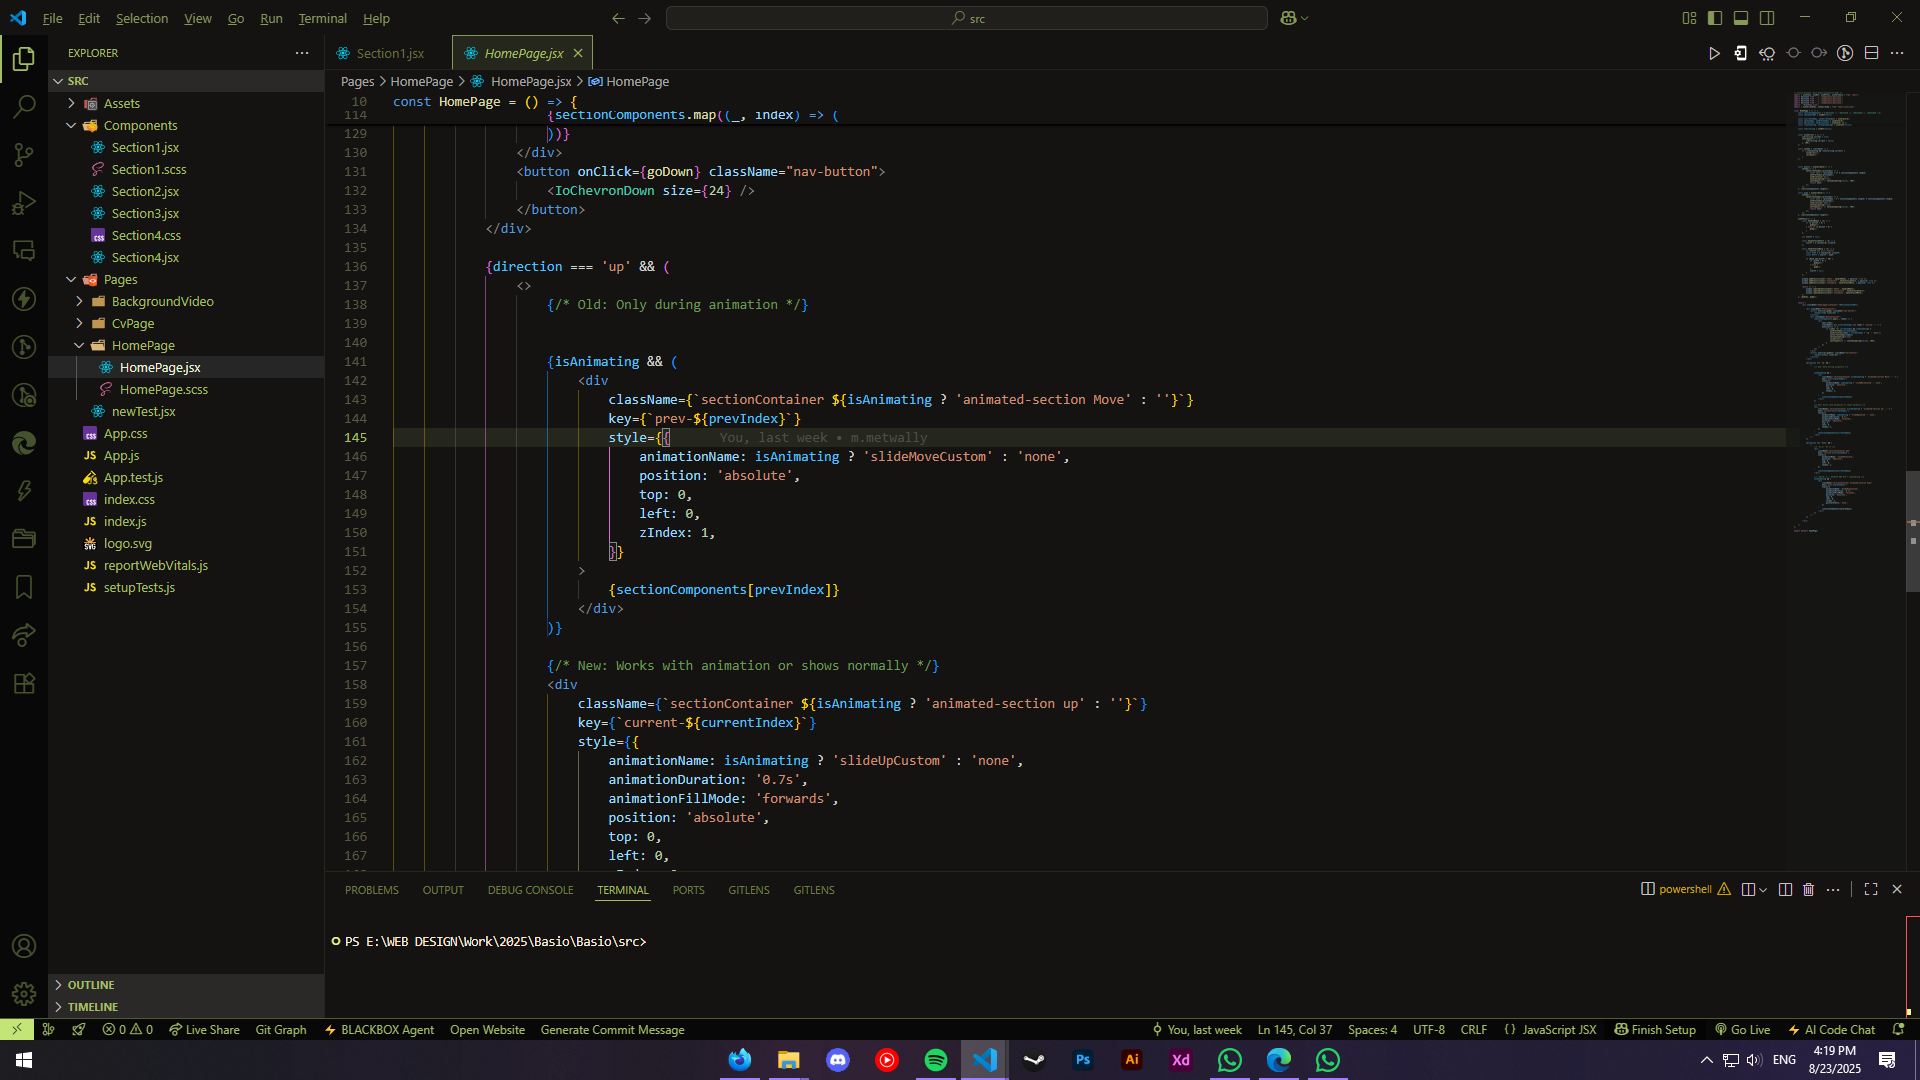 File Edit Selection View Go Run Terminal Help
src
EXPLORER
SRC
Assets
Components
Section1.jsx
Section1.scss
Section2.jsx
Section3.jsx
Section4.css
Section4.jsx
Pages
BackgroundVideo
CvPage
HomePage
HomePage.jsx
HomePage.scss
newTest.jsx
App.css
App.js
App.test.js
index.css
index.js
logo.svg
reportWebVitals.js
setupTests.js
OUTLINE
TIMELINE
Section1.jsx
HomePage.jsx
Pages > HomePage > HomePage.jsx > HomePage
10 const HomePage = () => {
114 {sectionComponents.map((_, index) => (
129 ))}
130 </div>
131 <button onClick={goDown} className="nav-button">
132 <IoChevronDown size={24} />
133 </button>
134 </div>
135
136 {direction === 'up' && (
137 <>
138 {/* Old: Only during animation */}
139
140
141 {isAnimating && (
142 <div
143 className={`sectionContainer ${isAnimating ? 'animated-section Move' : ''}`}
144 key={`prev-${prevIndex}`}
145 style={{ You, last week • m.metwally
146 animationName: isAnimating ? 'slideMoveCustom' : 'none',
147 position: 'absolute',
148 top: 0,
149 left: 0,
150 zIndex: 1,
151 }}
152 >
153 {sectionComponents[prevIndex]}
154 </div>
155 )}
156
157 {/* New: Works with animation or shows normally */}
158 <div
159 className={`sectionContainer ${isAnimating ? 'animated-section up' : ''}`}
160 key={`current-${currentIndex}`}
161 style={{
162 animationName: isAnimating ? 'slideUpCustom' : 'none',
163 animationDuration: '0.7s',
164 animationFillMode: 'forwards',
165 position: 'absolute',
166 top: 0,
167 left: 0,
PROBLEMS OUTPUT DEBUG CONSOLE TERMINAL PORTS GITLENS GITLENS
powershell
PS E:\WEB DESIGN\Work\2025\Basio\Basio\src>
0 0 Live Share Git Graph BLACKBOX Agent Open Website Generate Commit Message
You, last week Ln 145, Col 37 Spaces: 4 UTF-8 CRLF {} JavaScript JSX Finish Setup Go Live AI Code Chat
Ps Ai Xd
ENG
4:19 PM
8/23/2025